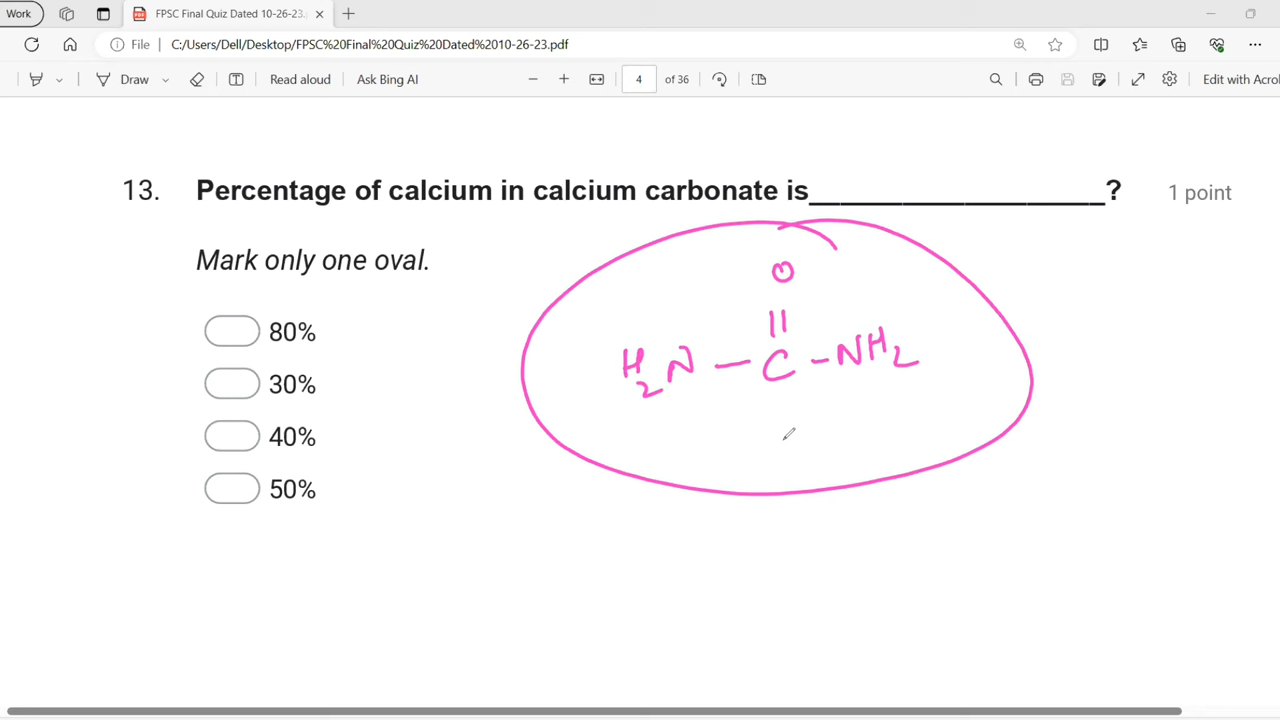 Work
FPSC Final Quiz Dated 10-26-23.
File C:/Users/Dell/Desktop/FPSC%20Final%20Quiz%20Dated%2010-26-23.pdf
Draw Read aloud Ask Bing AI 4 of 36 Edit with Acrol
13. Percentage of calcium in calcium carbonate is___________________? 1 point
Mark only one oval.
80%
30%
40%
50%
O
||
H2N — C – NH2